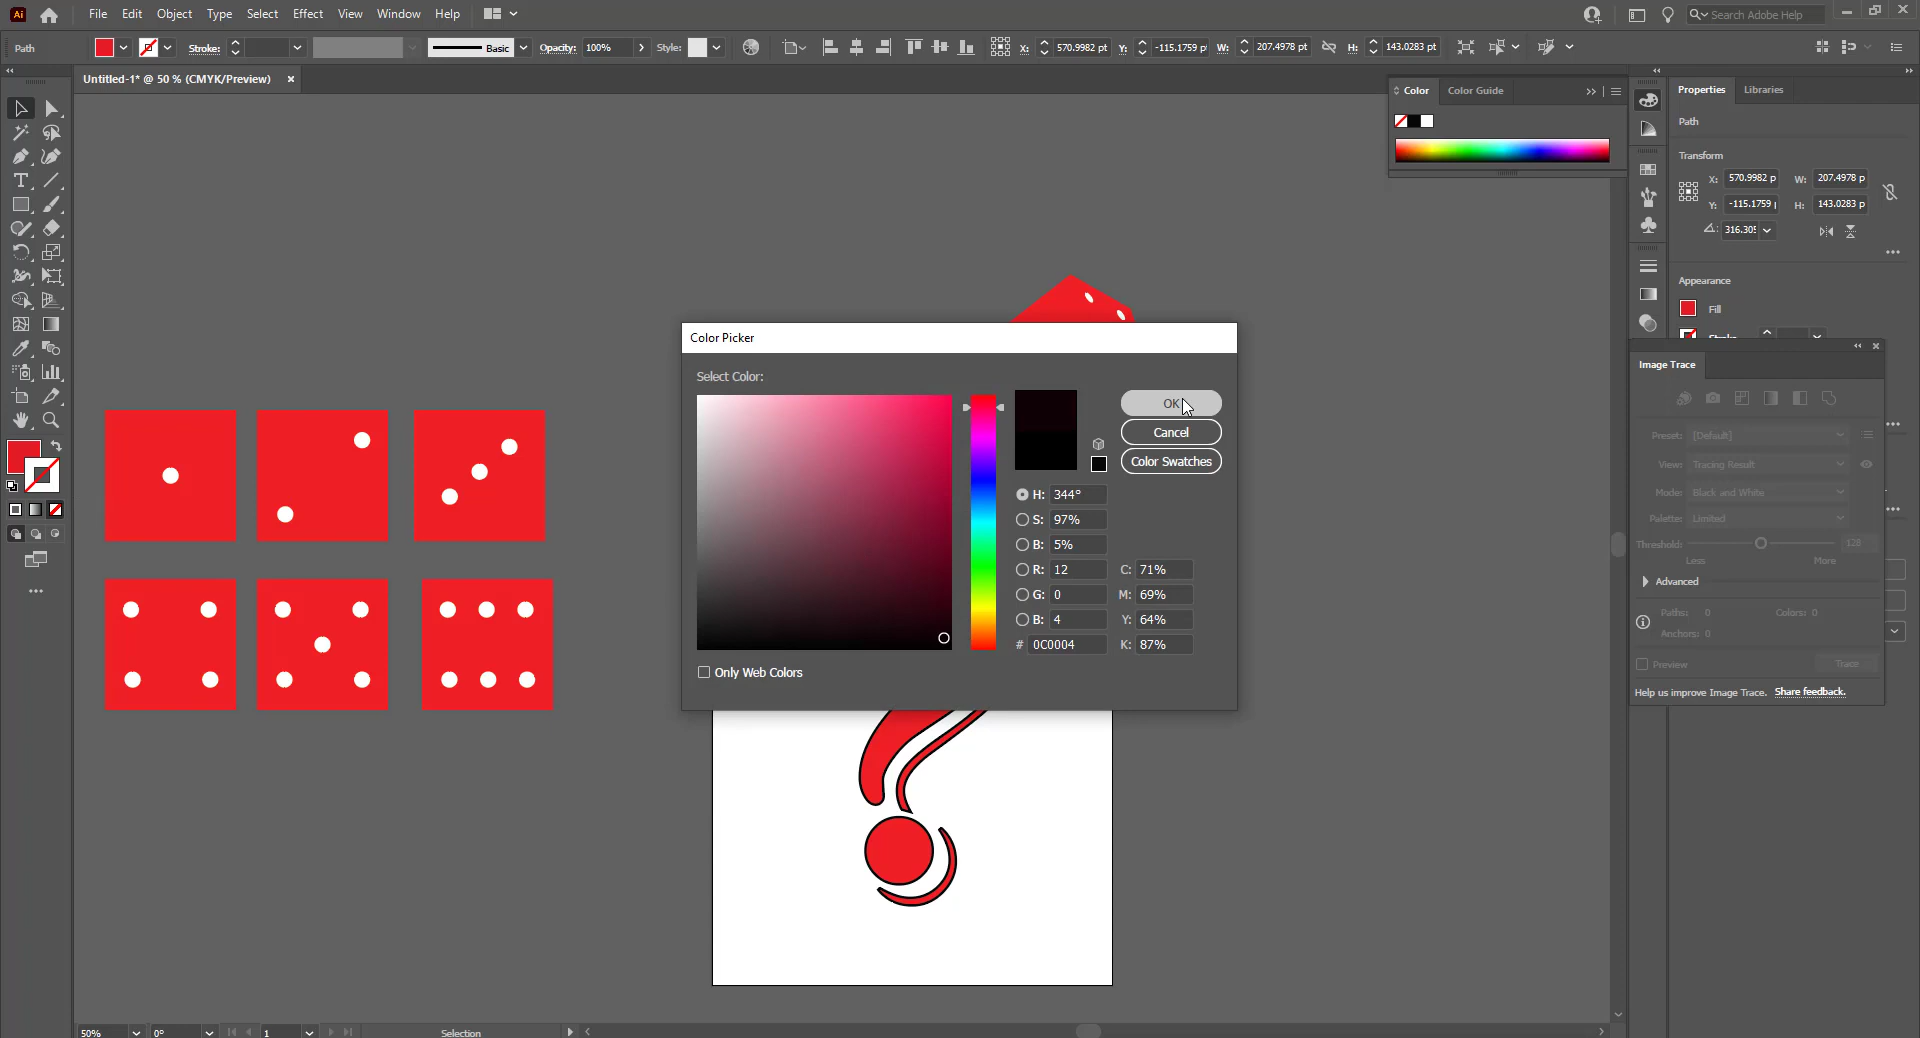 Ai File Edit Object Type Select Effect View Window Help Search Adobe Help
Path Stroke: Basic Opacity: 100% Style: X: 570.9982 pt Y: -115.1759 p W: 207.4978 pt H: 143.0283 pt
Untitled-1* @ 50 % (CMYK/Preview)
Color Color Guide
Properties Libraries
Path
Transform
X: 570.9982 p W: 207.4978 p
Y: -115.1759 H: 143.0283 p
316.305
Appearance
Fill
Stroke
Color Picker
Select Color:
OK
Cancel
Color Swatches
H: 344°
S: 97%
B: 5%
R: 12 C: 71%
G: 0 M: 69%
B: 4 Y: 64%
# 0C0004 K: 87%
Only Web Colors
Image Trace
Preset: [Default]
View: Tracing Result
Mode: Black and White
Palette: Limited
Threshold: 128
Less More
Advanced
Paths: 0 Colors: 0
Anchors: 0
Preview Trace
Help us improve Image Trace. Share feedback.
50% 0° 1 Selection